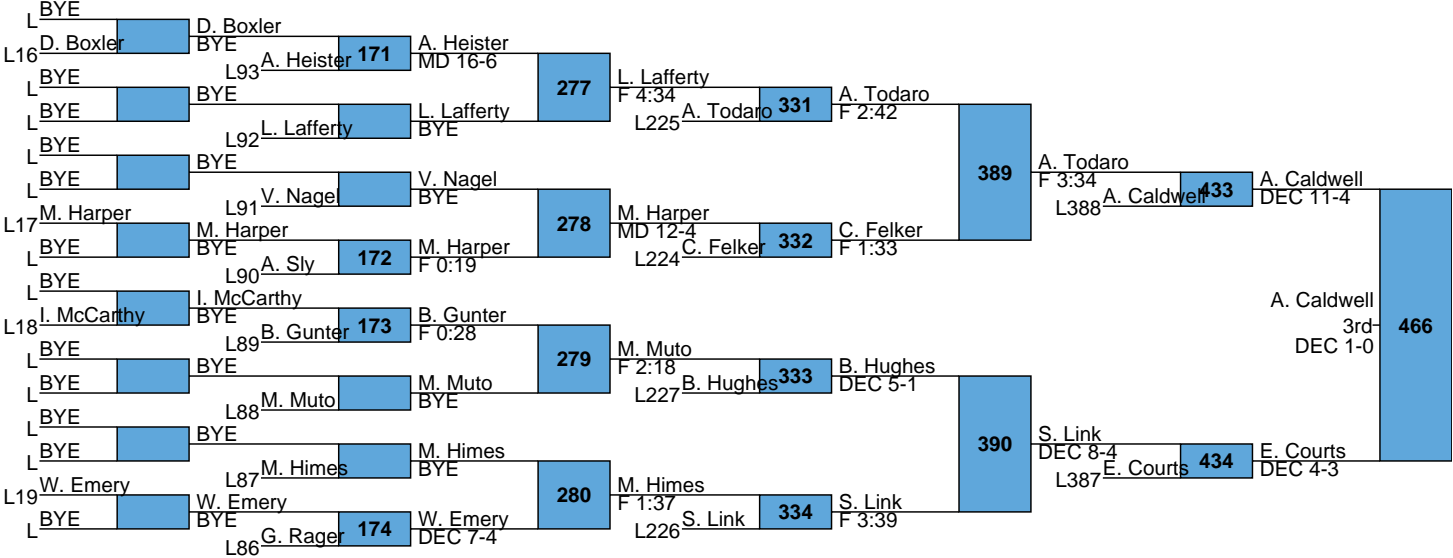 BYE
L
D. Boxler
L16
D. Boxler
BYE
A. Heister
L93
171
A. Heister
MD 16-6
BYE
L
BYE
L
BYE
L. Lafferty
L92
L. Lafferty
BYE
277
L. Lafferty
F 4:34
A. Todaro
L225
331
A. Todaro
F 2:42
BYE
L
BYE
L
BYE
V. Nagel
L91
V. Nagel
BYE
M. Harper
L17
BYE
L
M. Harper
BYE
A. Sly
L90
172
M. Harper
F 0:19
278
M. Harper
MD 12-4
C. Felker
L224
332
C. Felker
F 1:33
389
A. Todaro
F 3:34
A. Caldwell
L388
433
A. Caldwell
DEC 11-4
BYE
L
I. McCarthy
L18
I. McCarthy
BYE
B. Gunter
L89
173
B. Gunter
F 0:28
BYE
L
BYE
L
BYE
M. Muto
L88
M. Muto
BYE
279
M. Muto
F 2:18
B. Hughes
L227
333
B. Hughes
DEC 5-1
BYE
L
BYE
L
BYE
M. Himes
L87
M. Himes
BYE
W. Emery
L19
BYE
L
W. Emery
BYE
G. Rager
L86
174
W. Emery
DEC 7-4
280
M. Himes
F 1:37
S. Link
L226
334
S. Link
F 3:39
390
S. Link
DEC 8-4
E. Courts
L387
434
E. Courts
DEC 4-3
A. Caldwell
3rd
DEC 1-0
466